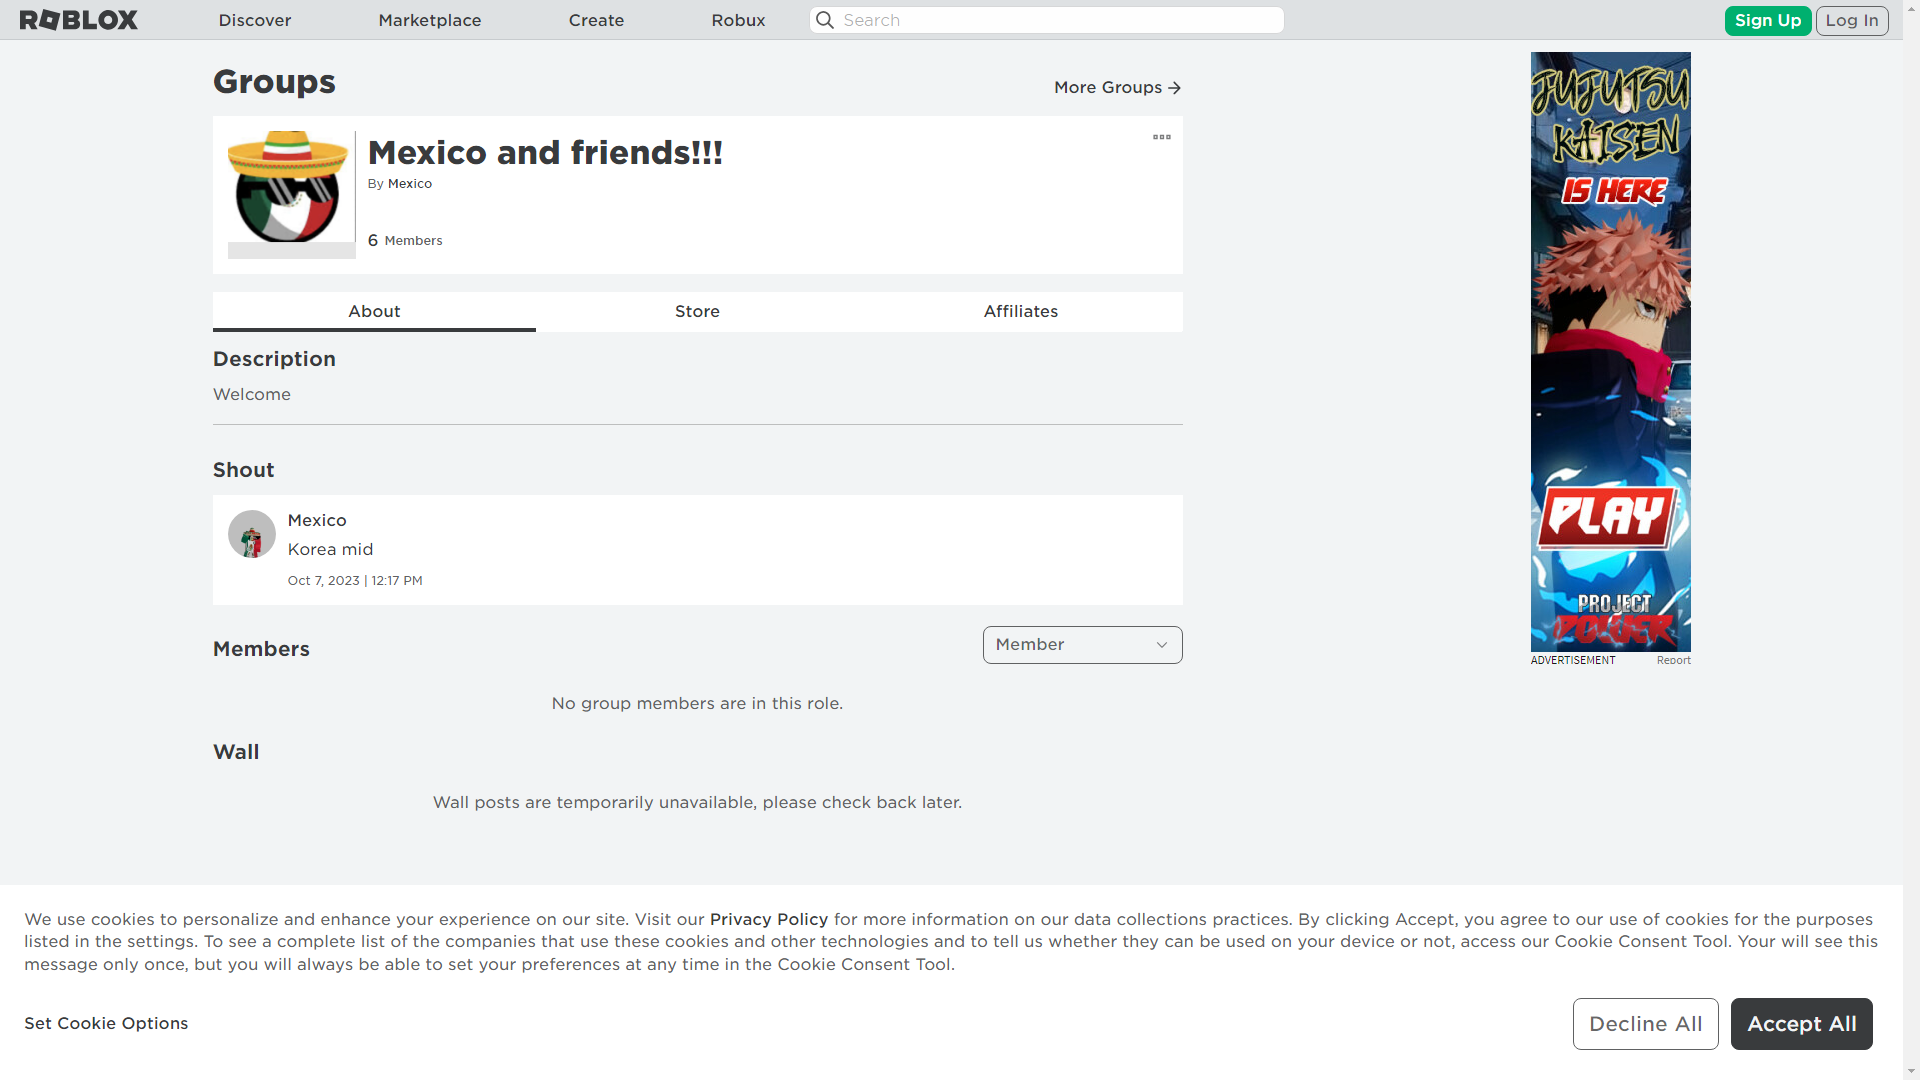 ROBLOX
Discover
Marketplace
Create
Robux
Search
Sign Up
Log In
Groups
More Groups
Mexico and friends!!!
By Mexico
6 Members
About
Store
Affiliates
Description
Welcome
Shout
Mexico
Korea mid
Oct 7, 2023 | 12:17 PM
Members
Member
No group members are in this role.
Wall
Wall posts are temporarily unavailable, please check back later.
JUJUTSU
KAISEN
IS HERE
PLAY
PROJECT
POWER
ADVERTISEMENT
Report
We use cookies to personalize and enhance your experience on our site. Visit our Privacy Policy for more information on our data collections practices. By clicking Accept, you agree to our use of cookies for the purposes
listed in the settings. To see a complete list of the companies that use these cookies and other technologies and to tell us whether they can be used on your device or not, access our Cookie Consent Tool. Your will see this
message only once, but you will always be able to set your preferences at any time in the Cookie Consent Tool.
Set Cookie Options
Decline All
Accept All